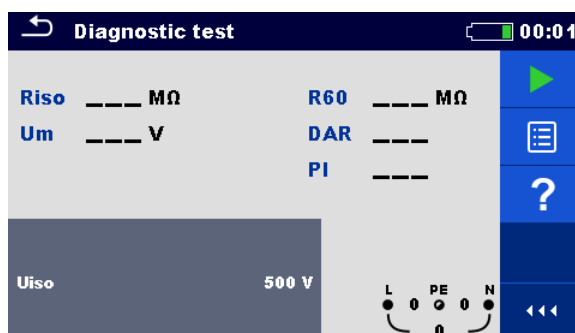 Diagnostic test 00:01
Riso ___ MΩ R60 ___ MΩ
Um ___ V DAR ___
PI ___
?
Uiso 500 V
L PE N
0 0
0